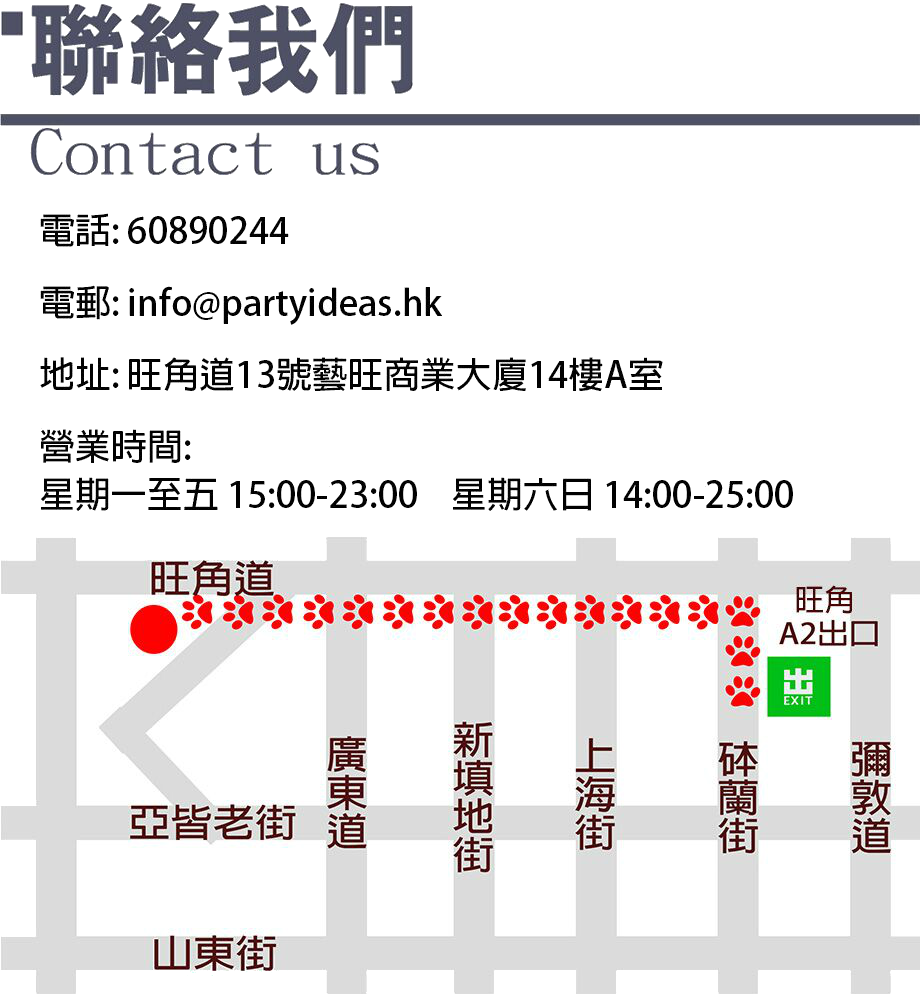 聯絡我們
Contact us
電話: 60890244
電郵: info@partyideas.hk
地址: 旺角道13號藝旺商業大廈14樓A室
營業時間:
星期一至五 15:00-23:00 星期六日 14:00-25:00
旺角道
旺角
A2出口
出
EXIT
廣東道
新填地街
上海街
砵蘭街
彌敦道
亞皆老街
山東街